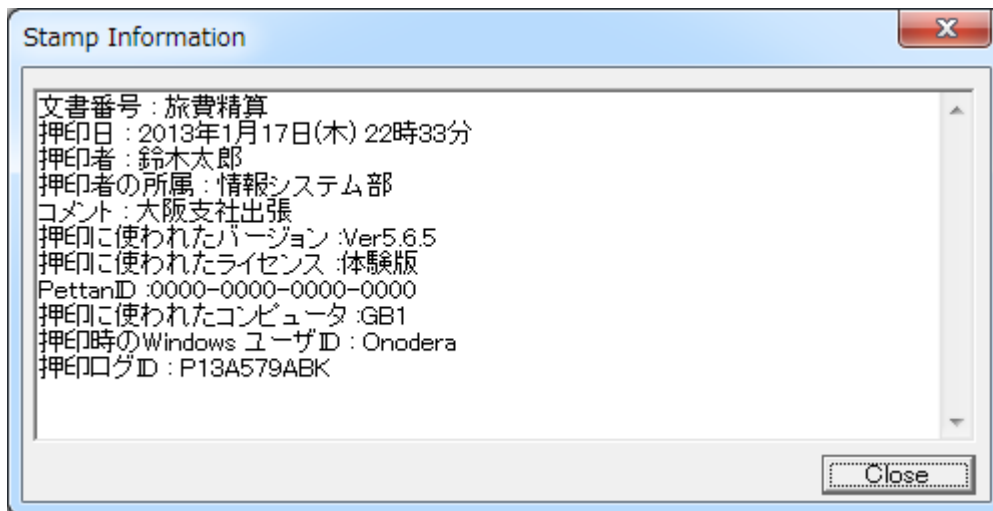 Stamp Information
文書番号 : 旅費精算
押印日 : 2013年1月17日(木) 22時33分
押印者 : 鈴木太郎
押印者の所属 : 情報システム部
コメント : 大阪支社出張
押印に使われたバージョン :Ver5.6.5
押印に使われたライセンス :体験版
PettanID :0000-0000-0000-0000
押印に使われたコンピュータ :GB1
押印時のWindows ユーザID : Onodera
押印ログID : P13A579ABK
Close